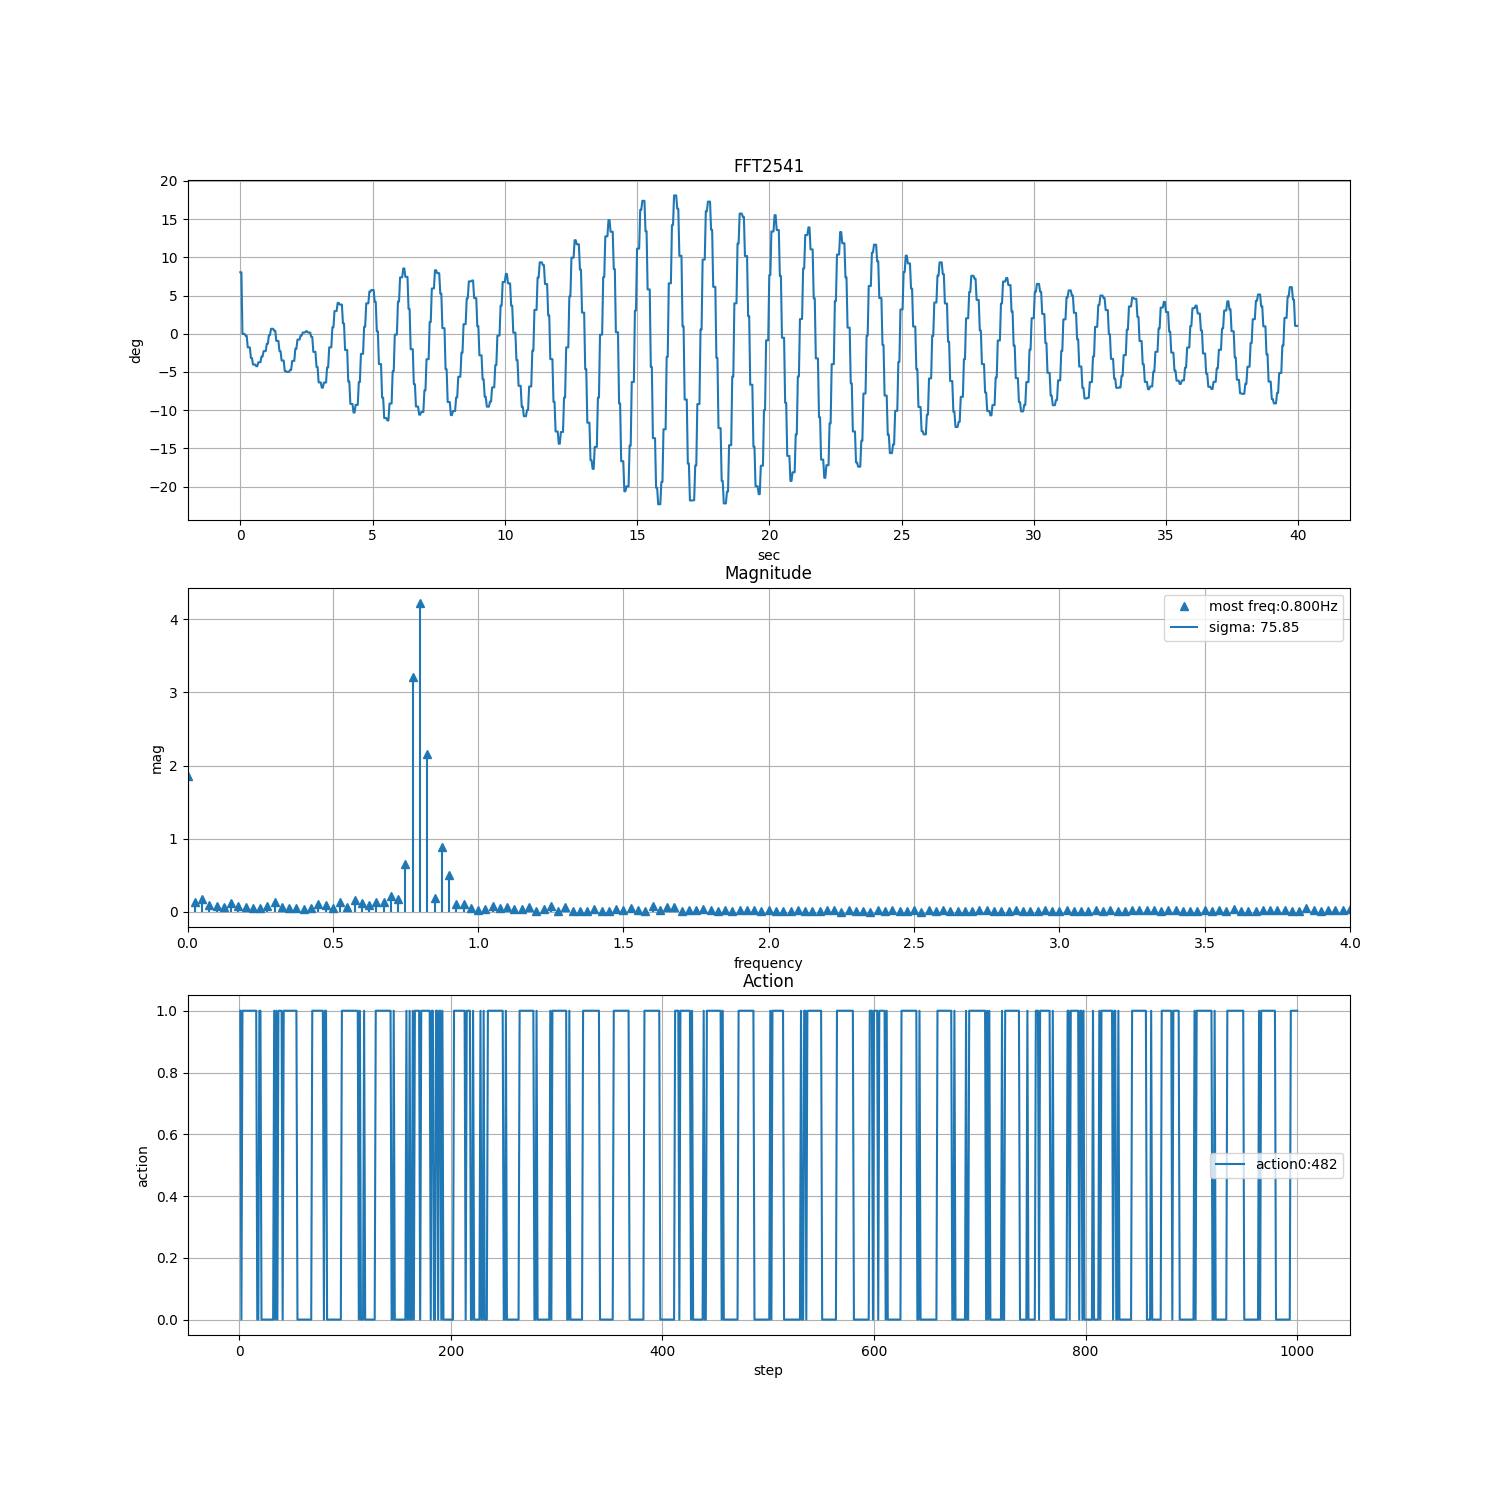 FFT2541
20
15
10
5
0
−5
−10
−15
−20
deg
0 5 10 15 20 25 30 35 40
sec
Magnitude
most freq:0.800Hz
sigma: 75.85
4
3
2
1
0
mag
0.0 0.5 1.0 1.5 2.0 2.5 3.0 3.5 4.0
frequency
Action
1.0
0.8
0.6
0.4
0.2
0.0
action
action0:482
0 200 400 600 800 1000
step